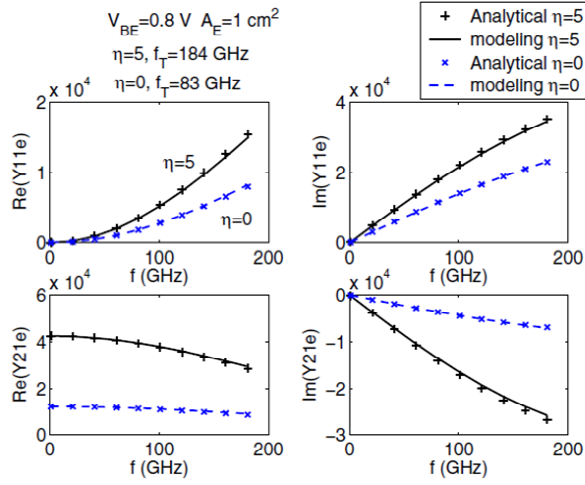 V_BE=0.8 V A_E=1 cm²
η=5, f_T=184 GHz
η=0, f_T=83 GHz
Analytical η=5
modeling η=5
Analytical η=0
modeling η=0
x 10⁴
2
1
0
0 100 200
Re(Y11e)
f (GHz)
η=5
η=0
x 10⁴
4
2
0
0 100 200
Im(Y11e)
f (GHz)
x 10⁴
6
4
2
0
0 100 200
Re(Y21e)
f (GHz)
x 10⁴
0
−1
−2
−3
0 100 200
Im(Y21e)
f (GHz)